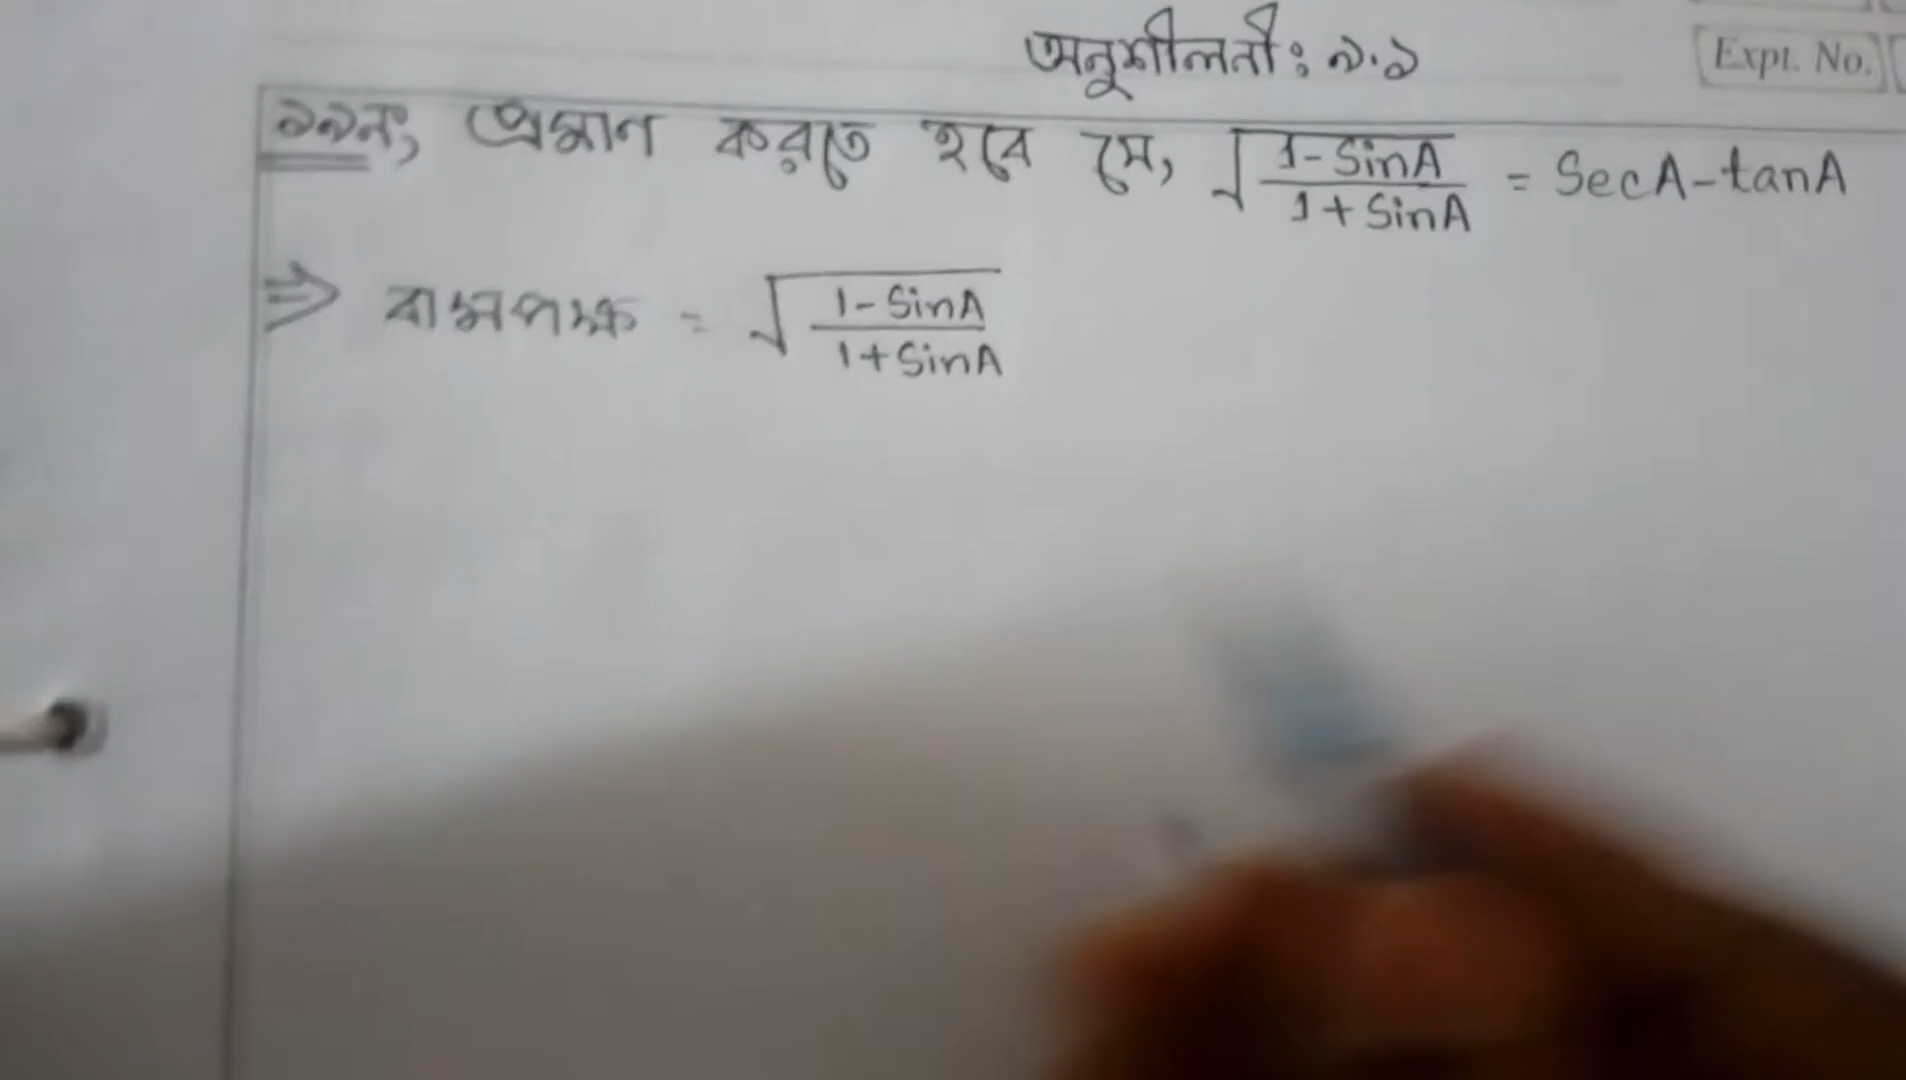 Expt. No.
অনুশীলনী: ৯.১
১৯নং, প্রমান করতে হবে যে, √(1-SinA)/(1+SinA) = SecA-tanA
⇒ বামপক্ষ = √(1-SinA)/(1+SinA)